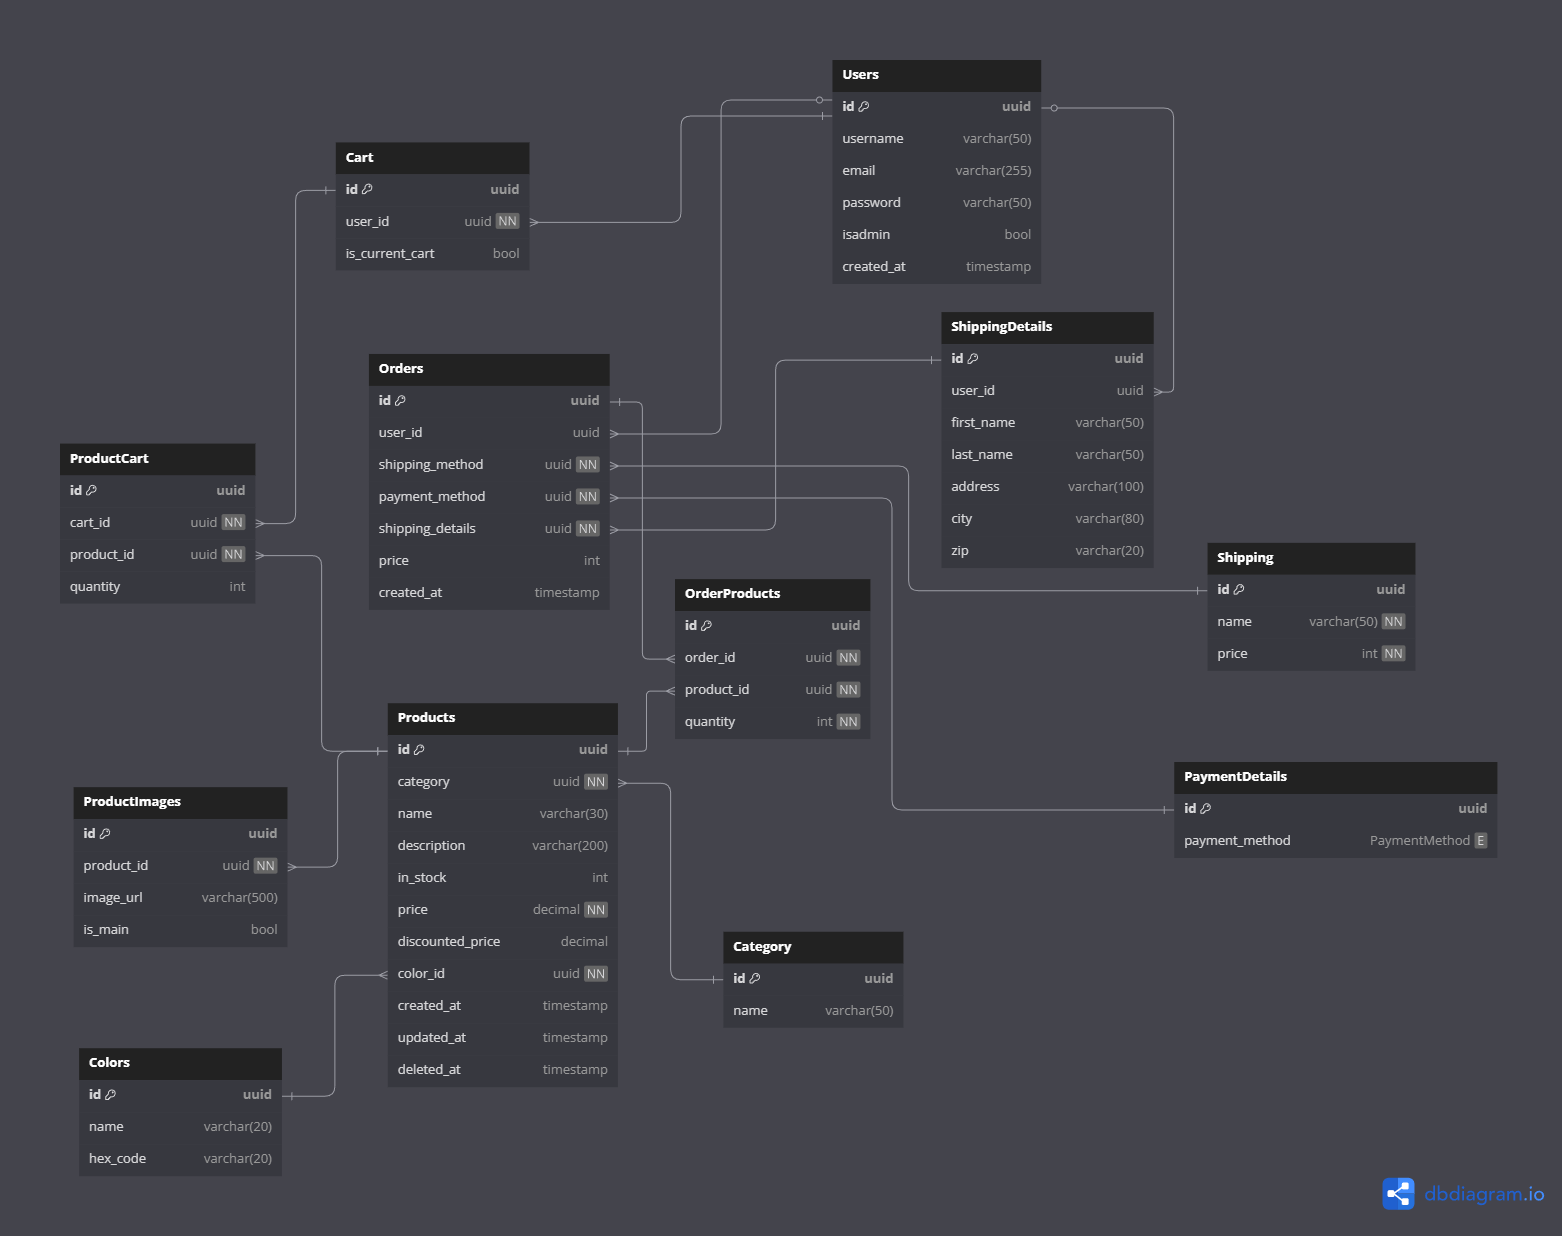 Users
id uuid
username varchar(50)
email varchar(255)
password varchar(50)
isadmin bool
created_at timestamp
Cart
id uuid
user_id uuid NN
is_current_cart bool
ShippingDetails
id uuid
user_id uuid
first_name varchar(50)
last_name varchar(50)
address varchar(100)
city varchar(80)
zip varchar(20)
Orders
id uuid
user_id uuid
shipping_method uuid NN
payment_method uuid NN
shipping_details uuid NN
price int
created_at timestamp
ProductCart
id uuid
cart_id uuid NN
product_id uuid NN
quantity int
Shipping
id uuid
name varchar(50) NN
price int NN
OrderProducts
id uuid
order_id uuid NN
product_id uuid NN
quantity int NN
Products
id uuid
category uuid NN
name varchar(30)
description varchar(200)
in_stock int
price decimal NN
discounted_price decimal
color_id uuid NN
created_at timestamp
updated_at timestamp
deleted_at timestamp
PaymentDetails
id uuid
payment_method PaymentMethod E
ProductImages
id uuid
product_id uuid NN
image_url varchar(500)
is_main bool
Category
id uuid
name varchar(50)
Colors
id uuid
name varchar(20)
hex_code varchar(20)
dbdiagram.io